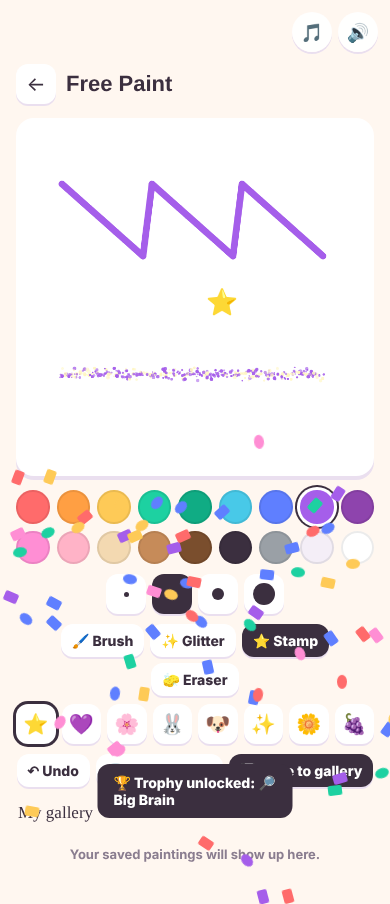 Free Paint
🖌️ Brush
✨ Glitter
⭐ Stamp
🧽 Eraser
↶ Undo
to gallery
🏆 Trophy unlocked: 🔎
Big Brain
My gallery
Your saved paintings will show up here.